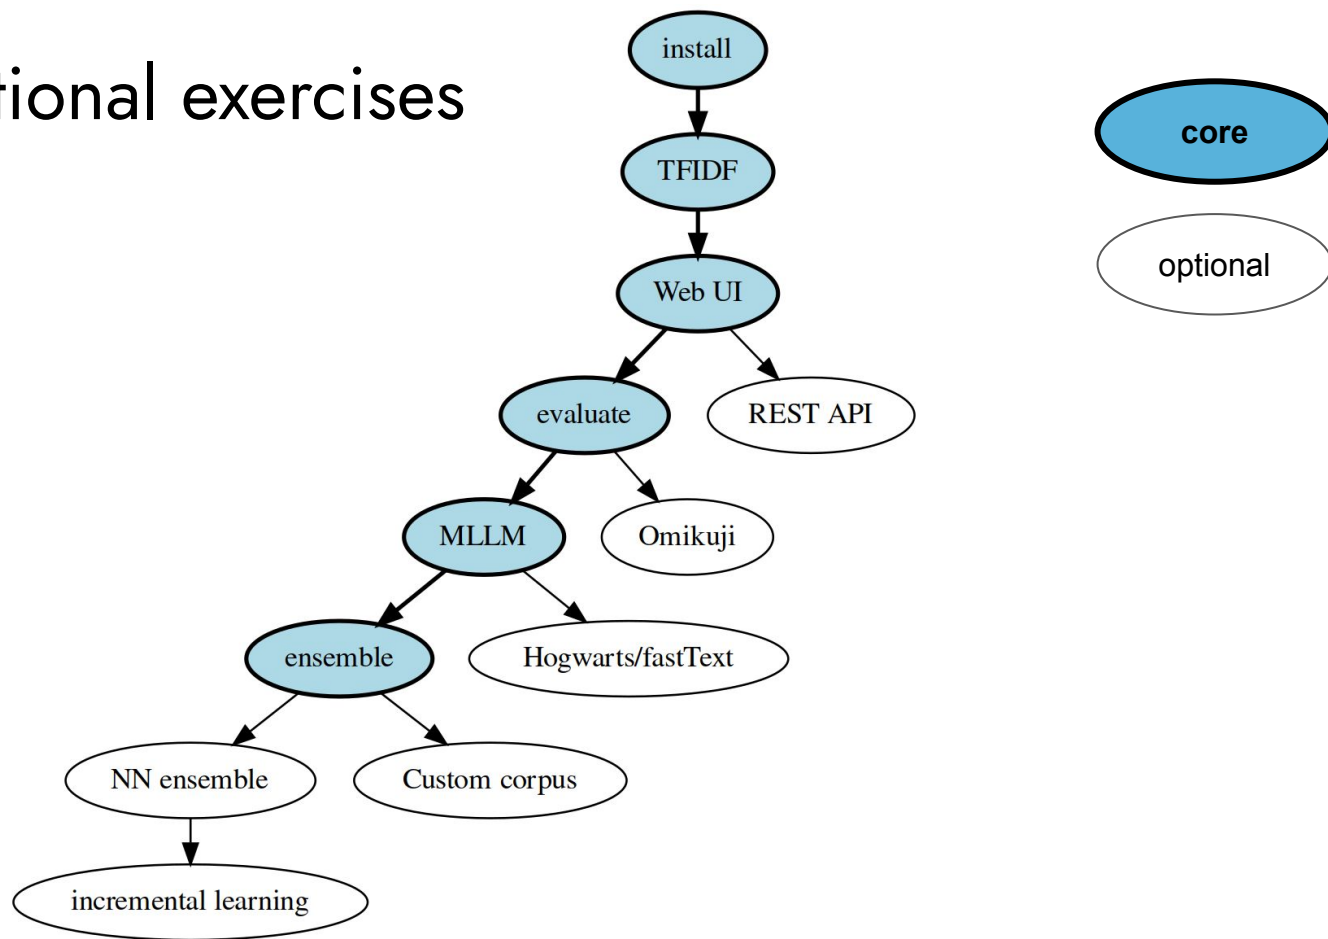 tional exercises
install
core
TFIDF
optional
Web UI
evaluate
REST API
MLLM
Omikuji
ensemble
Hogwarts/fastText
NN ensemble
Custom corpus
incremental learning